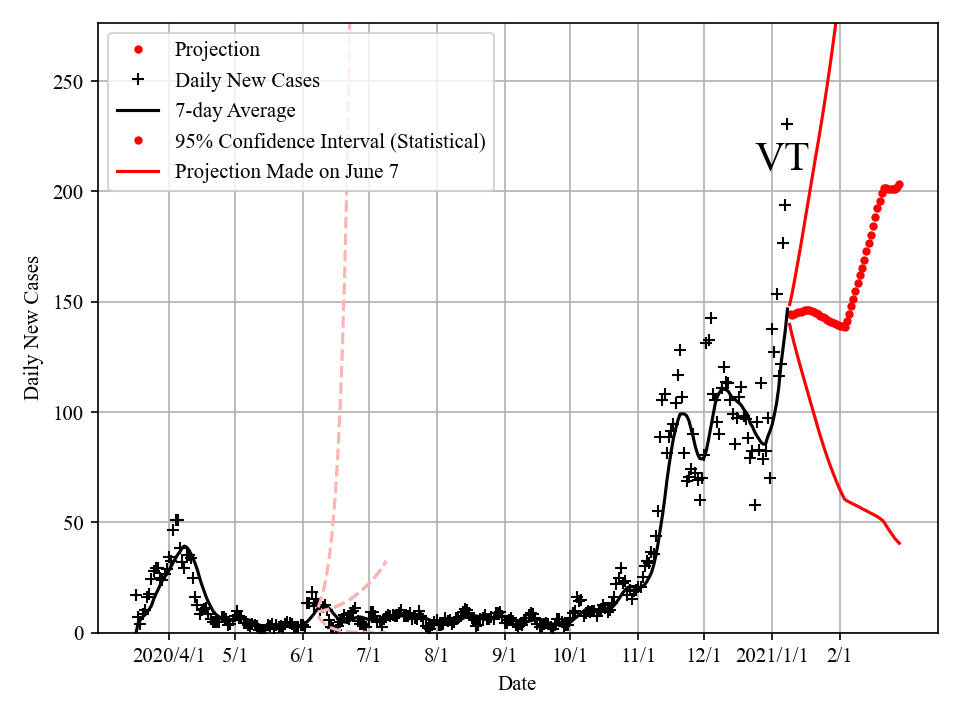 Projection
Daily New Cases
7-day Average
95% Confidence Interval (Statistical)
Projection Made on June 7
VT
250
200
150
100
50
0
Daily New Cases
2020/4/1 5/1 6/1 7/1 8/1 9/1 10/1 11/1 12/1 2021/1/1 2/1
Date